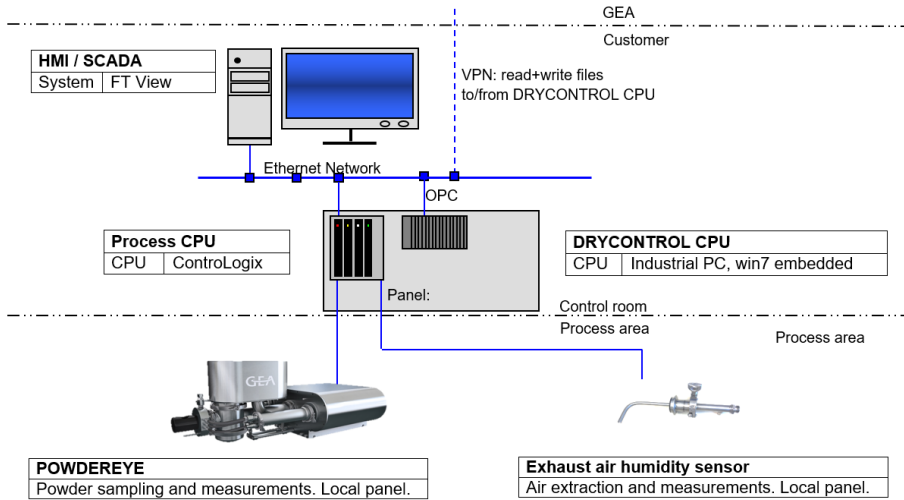 GEA
Customer
HMI / SCADA
System FT View
VPN: read+write files
to/from DRYCONTROL CPU
Ethernet Network
OPC
Process CPU
CPU ControLogix
DRYCONTROL CPU
CPU Industrial PC, win7 embedded
Panel:
Control room
Process area
Process area
GEA
POWDEREYE
Powder sampling and measurements. Local panel.
Exhaust air humidity sensor
Air extraction and measurements. Local panel.